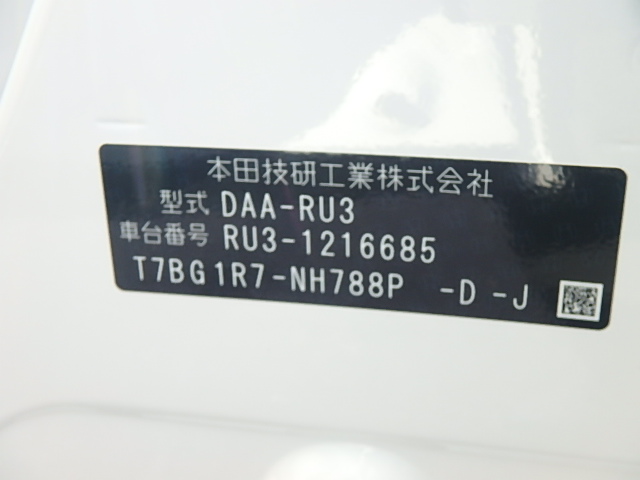 本田技研工業株式会社
型式 DAA-RU3
車台番号 RU3-1216685
T7BG1R7-NH788P -D -J